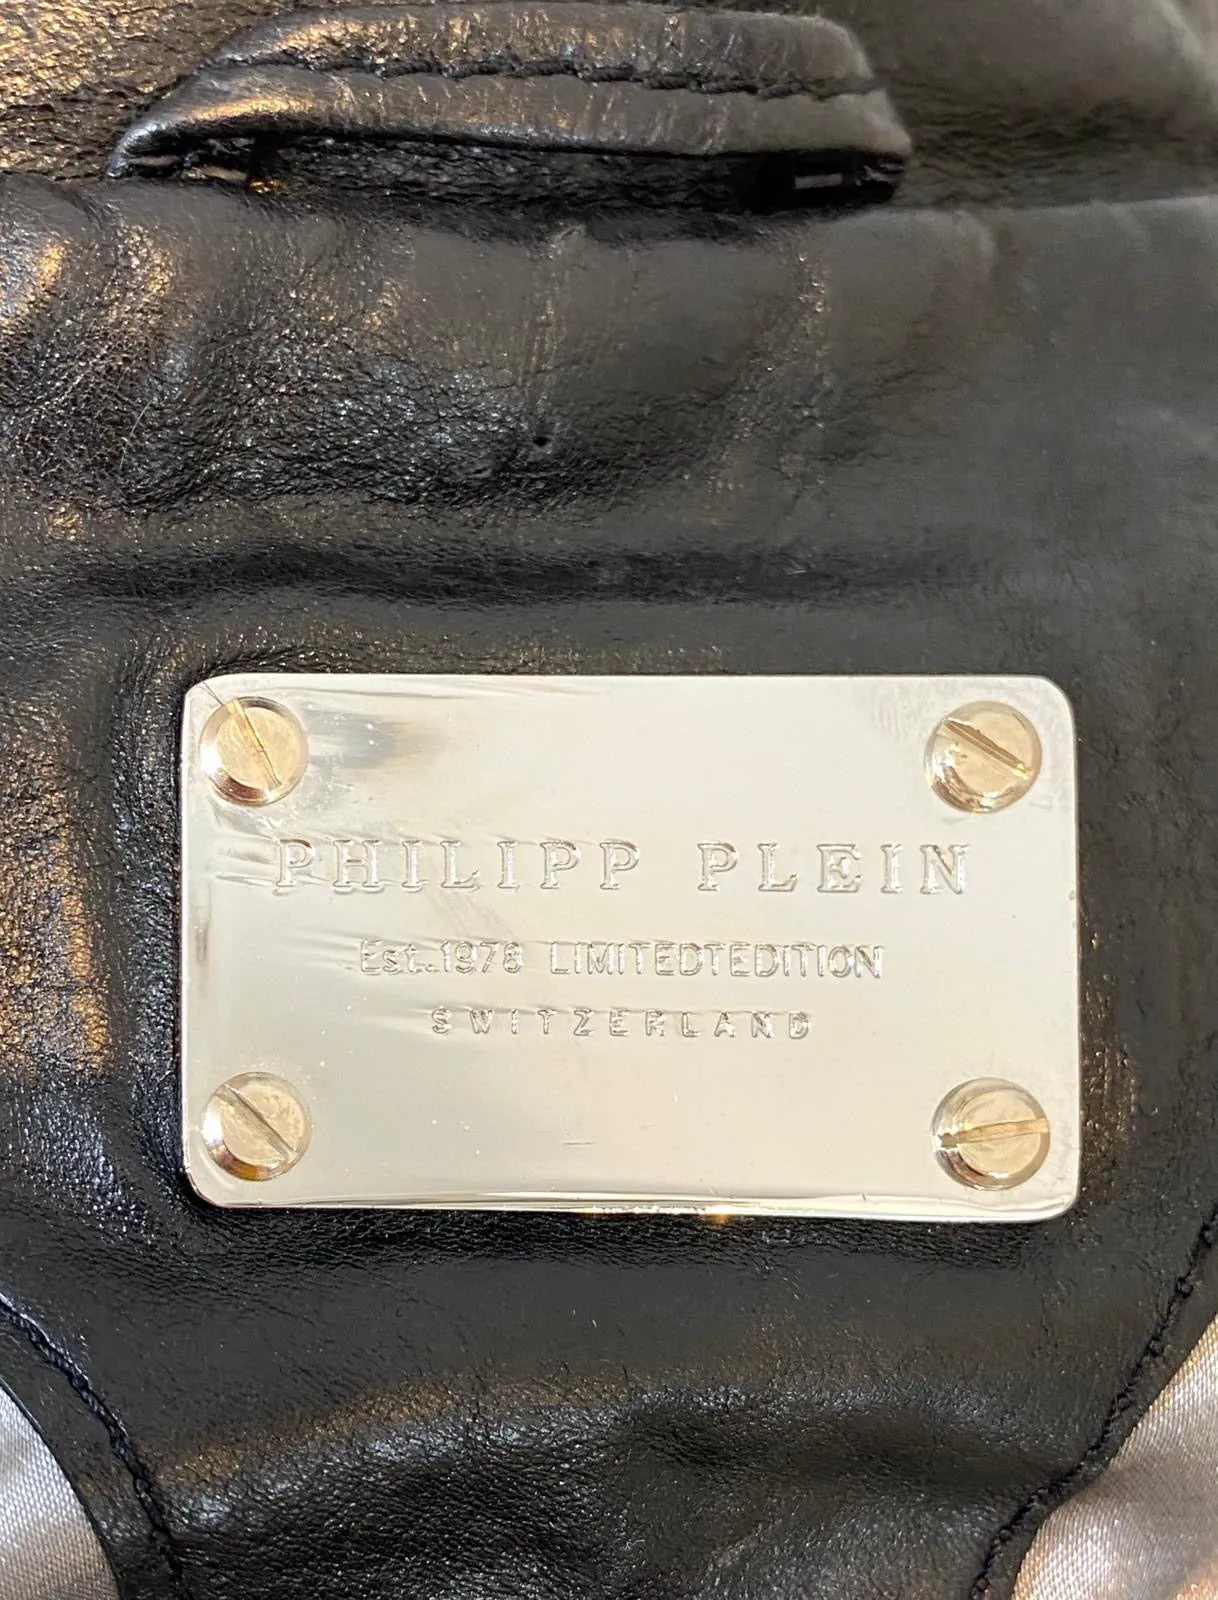 PHILIPP PLEIN
Est.1978 LIMITEDTEDITION
SWITZERLAND